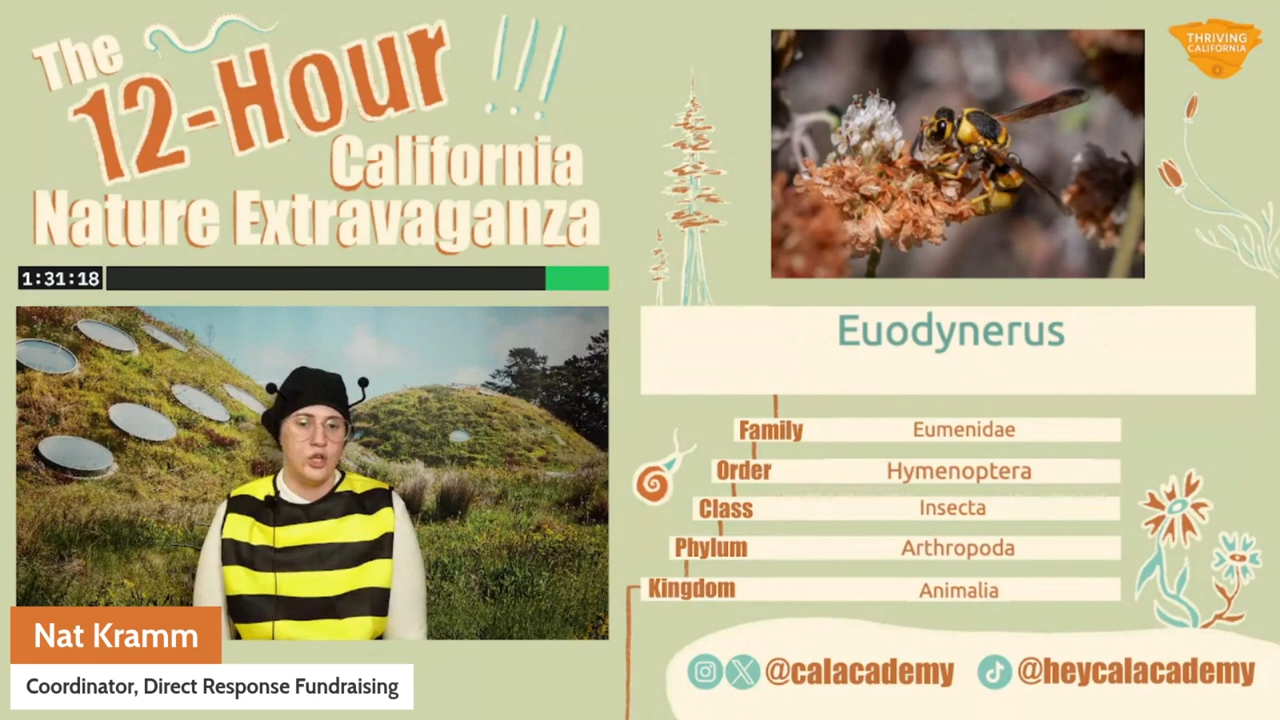 The
12-Hour
!!!
California
Nature Extravaganza
1:31:18
Nat Kramm
Coordinator, Direct Response Fundraising
THRIVING
CALIFORNIA
Euodynerus
Family Eumenidae
Order Hymenoptera
Class Insecta
Phylum Arthropoda
Kingdom Animalia
@calacademy @heycalacademy